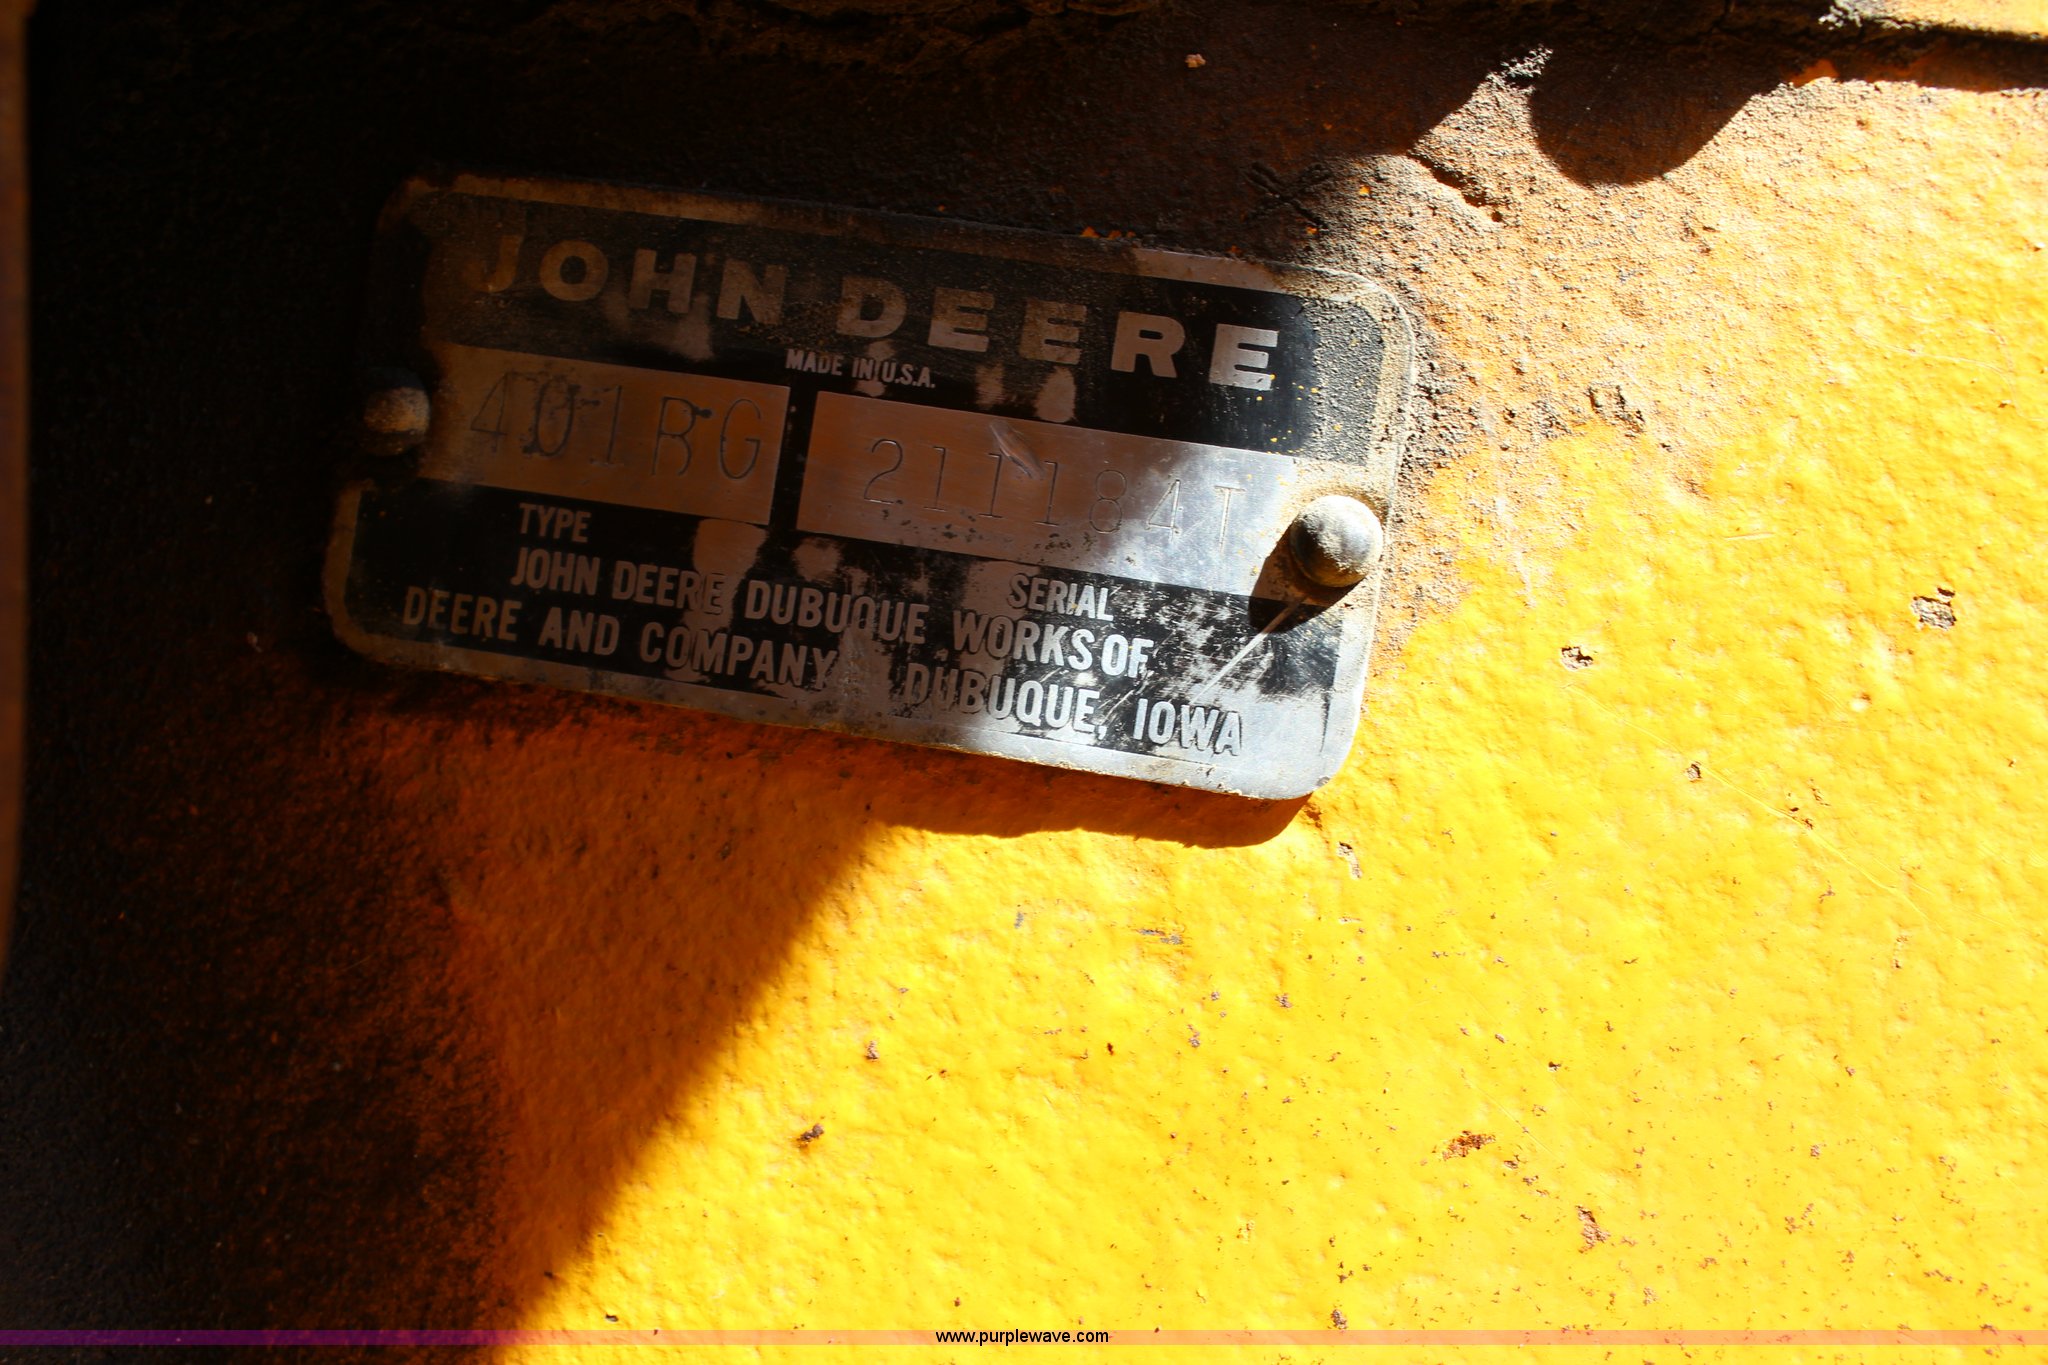 JOHN DEERE
MADE IN U.S.A.
401BG 211184T
TYPE SERIAL
JOHN DEERE DUBUQUE WORKS OF
DEERE AND COMPANY DUBUQUE, IOWA
www.purplewave.com